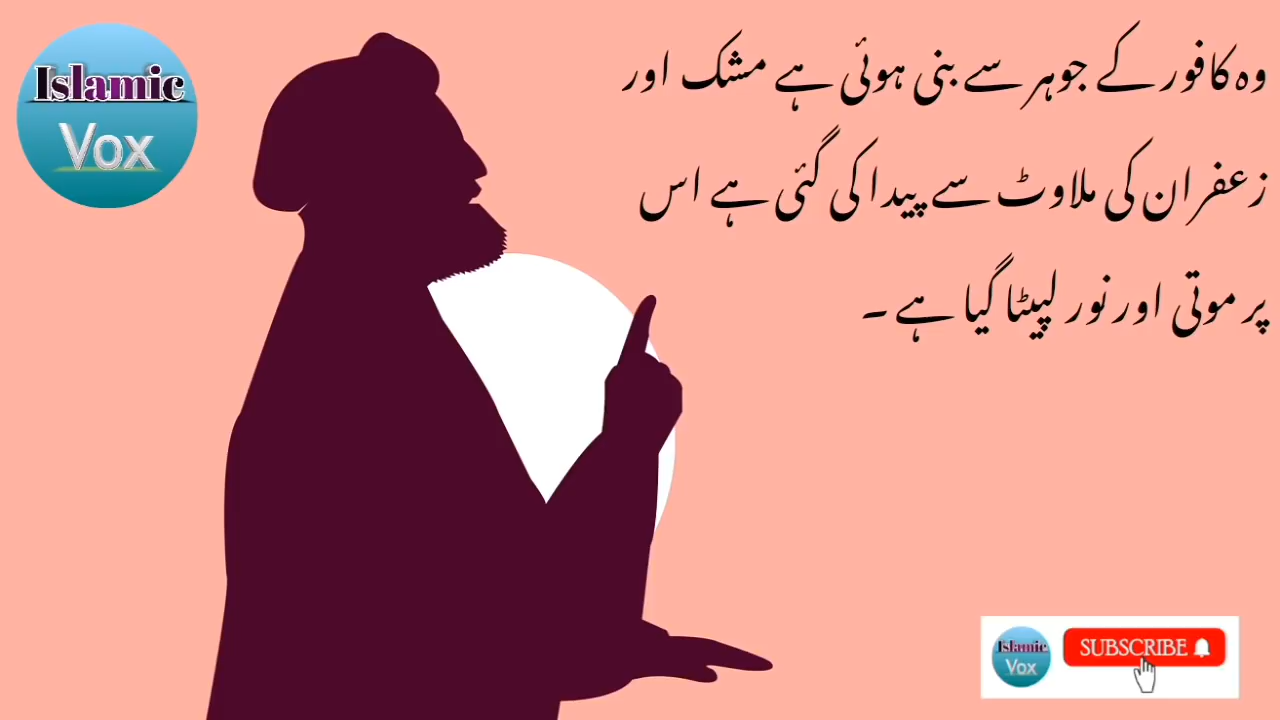 Islamic
Vox
وہ کافور کے جوہر سے بنی ہوئی ہے مشک اور
زعفران کی ملاوٹ سے پیدا کی گئی ہے اس
پر موتی اور نور لپیٹا گیا ہے ۔
Islamic
Vox
SUBSCRIBE